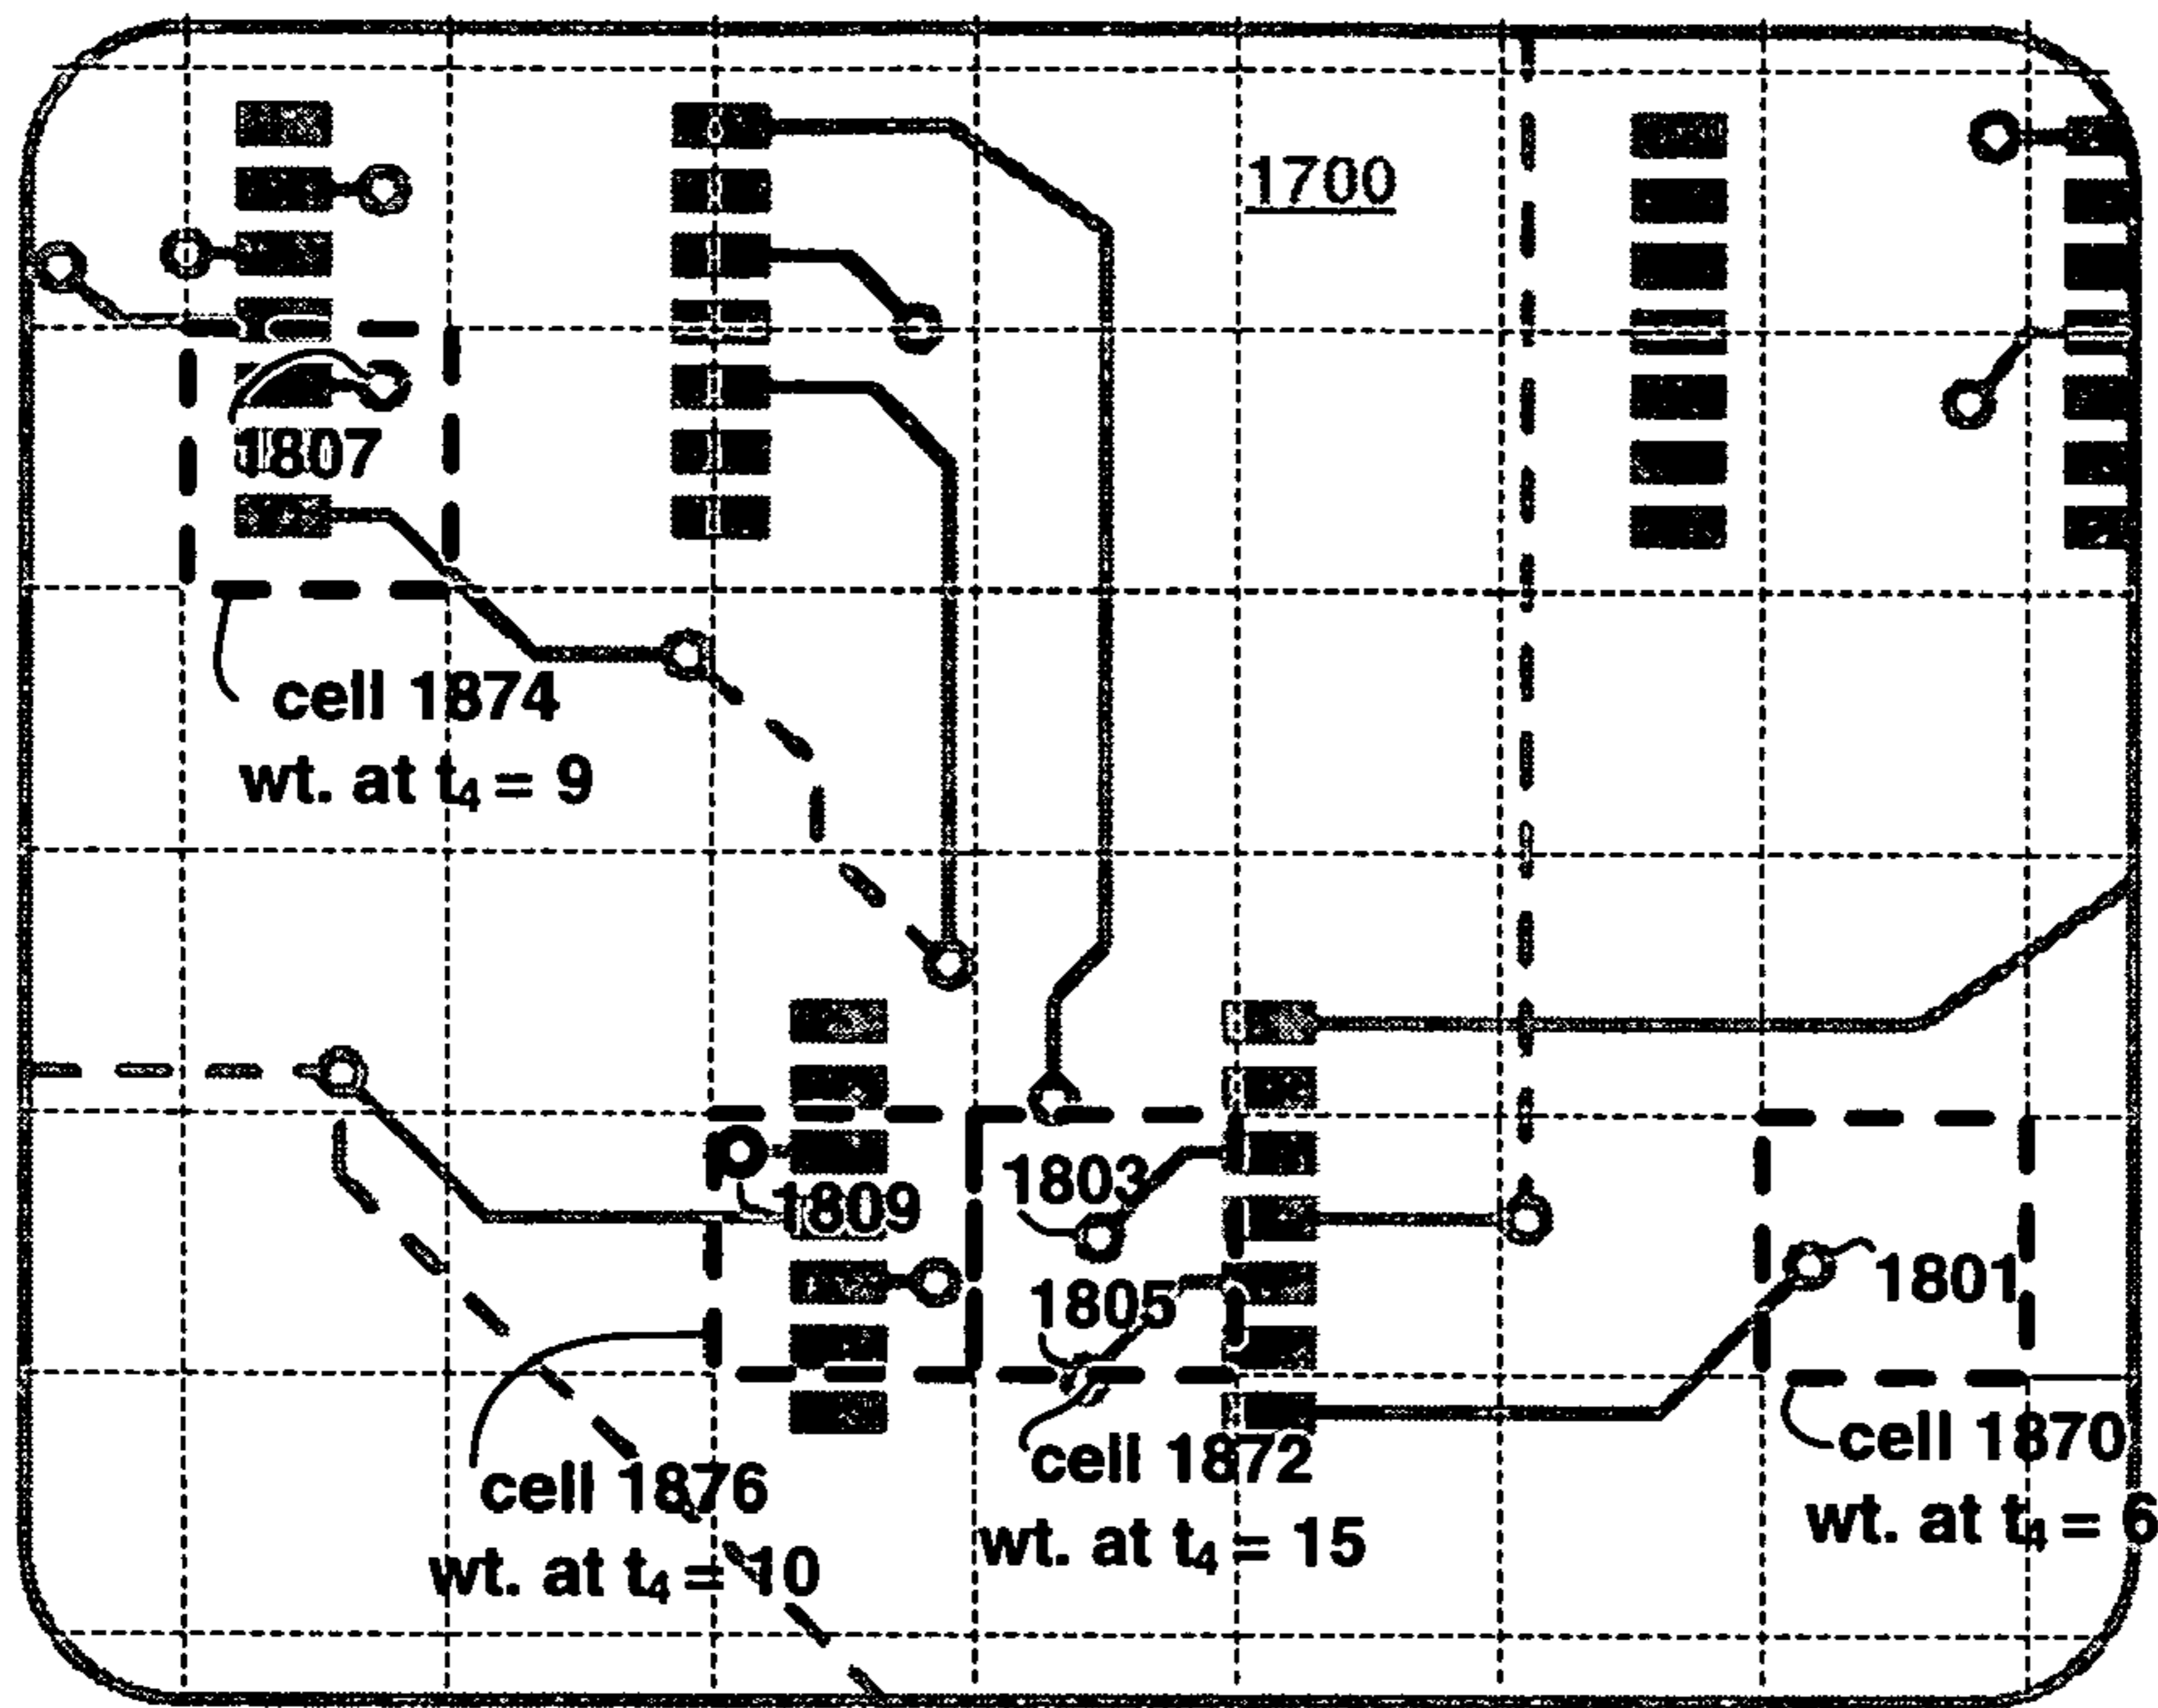 1700
1807
cell 1874
wt. at t₄ = 9
1803
1809
1805
1801
cell 1870
wt. at t₄ = 6
cell 1872
wt. at t₄ = 15
cell 1876
wt. at t₄ = 10